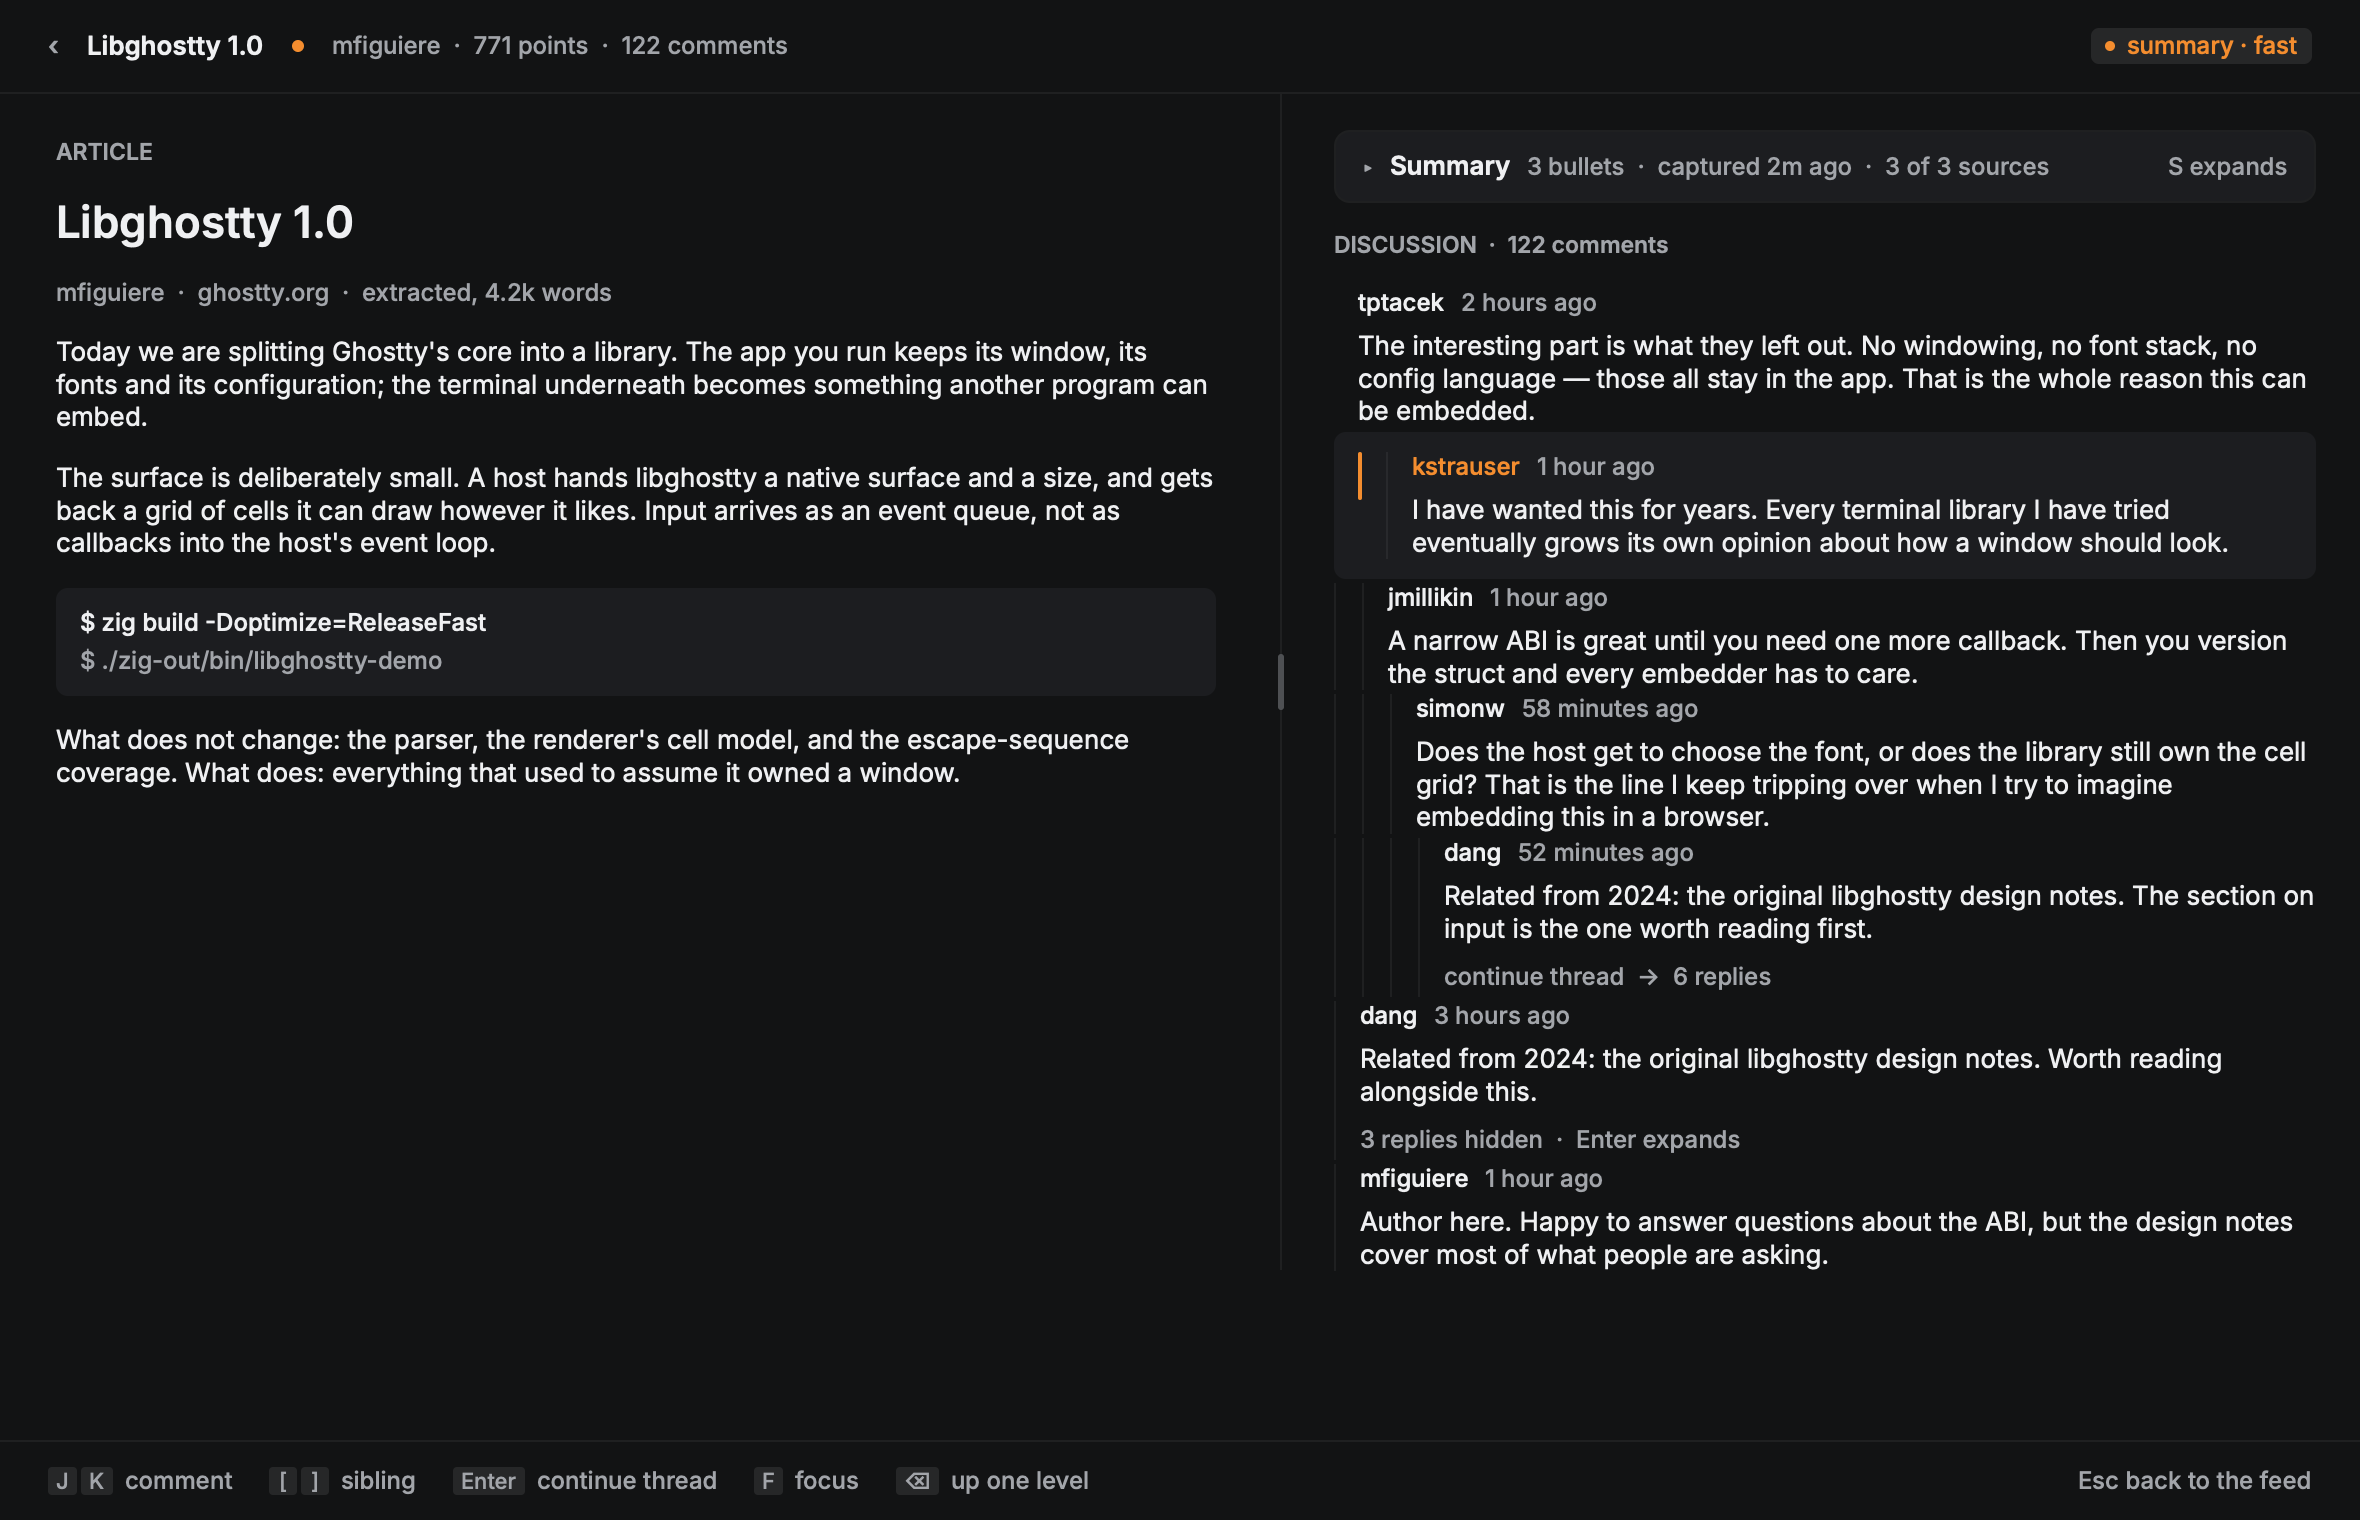 ‹ Libghostty 1.0 • mfiguiere · 771 points · 122 comments
• summary · fast
ARTICLE
Libghostty 1.0
mfiguiere · ghostty.org · extracted, 4.2k words
Today we are splitting Ghostty's core into a library. The app you run keeps its window, its
fonts and its configuration; the terminal underneath becomes something another program can
embed.
The surface is deliberately small. A host hands libghostty a native surface and a size, and gets
back a grid of cells it can draw however it likes. Input arrives as an event queue, not as
callbacks into the host's event loop.
$ zig build -Doptimize=ReleaseFast
$ ./zig-out/bin/libghostty-demo
What does not change: the parser, the renderer's cell model, and the escape-sequence
coverage. What does: everything that used to assume it owned a window.
▸ Summary 3 bullets · captured 2m ago · 3 of 3 sources S expands
DISCUSSION · 122 comments
tptacek 2 hours ago
The interesting part is what they left out. No windowing, no font stack, no
config language — those all stay in the app. That is the whole reason this can
be embedded.
kstrauser 1 hour ago
I have wanted this for years. Every terminal library I have tried
eventually grows its own opinion about how a window should look.
jmillikin 1 hour ago
A narrow ABI is great until you need one more callback. Then you version
the struct and every embedder has to care.
simonw 58 minutes ago
Does the host get to choose the font, or does the library still own the cell
grid? That is the line I keep tripping over when I try to imagine
embedding this in a browser.
dang 52 minutes ago
Related from 2024: the original libghostty design notes. The section on
input is the one worth reading first.
continue thread → 6 replies
dang 3 hours ago
Related from 2024: the original libghostty design notes. Worth reading
alongside this.
3 replies hidden · Enter expands
mfiguiere 1 hour ago
Author here. Happy to answer questions about the ABI, but the design notes
cover most of what people are asking.
J K comment [ ] sibling Enter continue thread F focus ⌫ up one level
Esc back to the feed